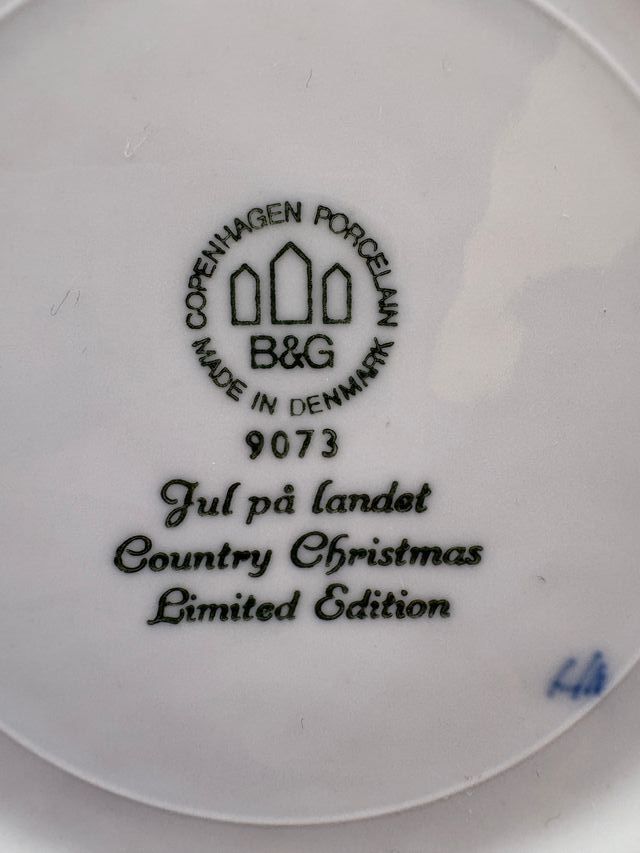 COPENHAGEN PORCELAIN
B&G
MADE IN DENMARK
9073
Jul på landet
Country Christmas
Limited Edition